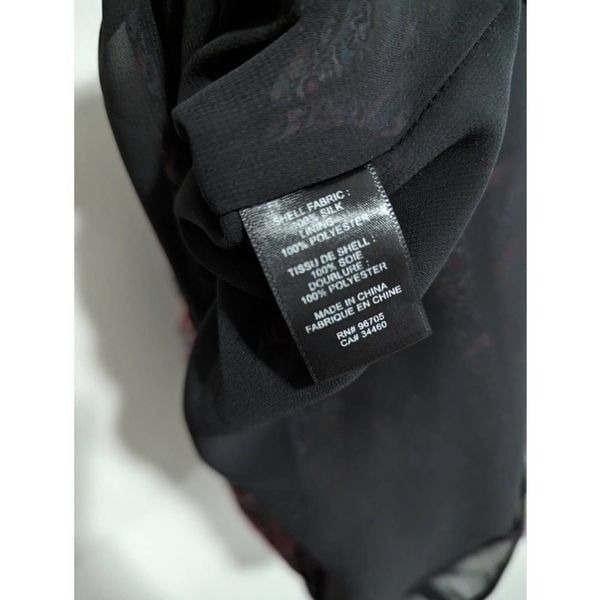 SHELL FABRIC :
100% SILK
LINING :
100% POLYESTER
TISSU DE SHELL :
100% SOIE
DOURLURE :
100% POLYESTER
MADE IN CHINA
FABRIQUE EN CHINE
RN# 96705
CA# 34460